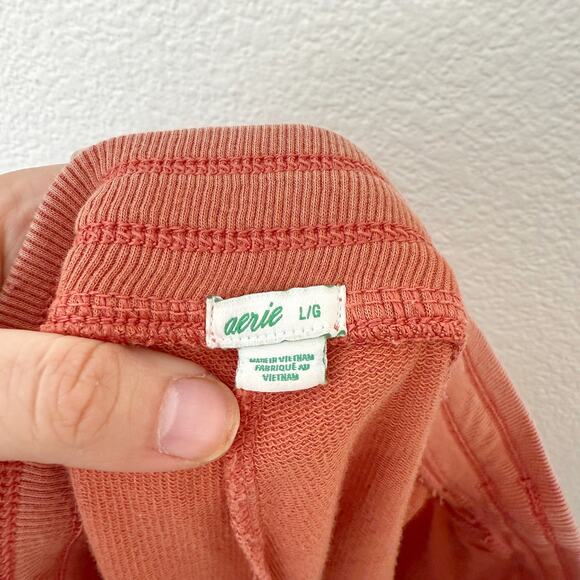 aerie L/G
MADE IN VIETNAM
FABRIQUÉ AU
VIETNAM